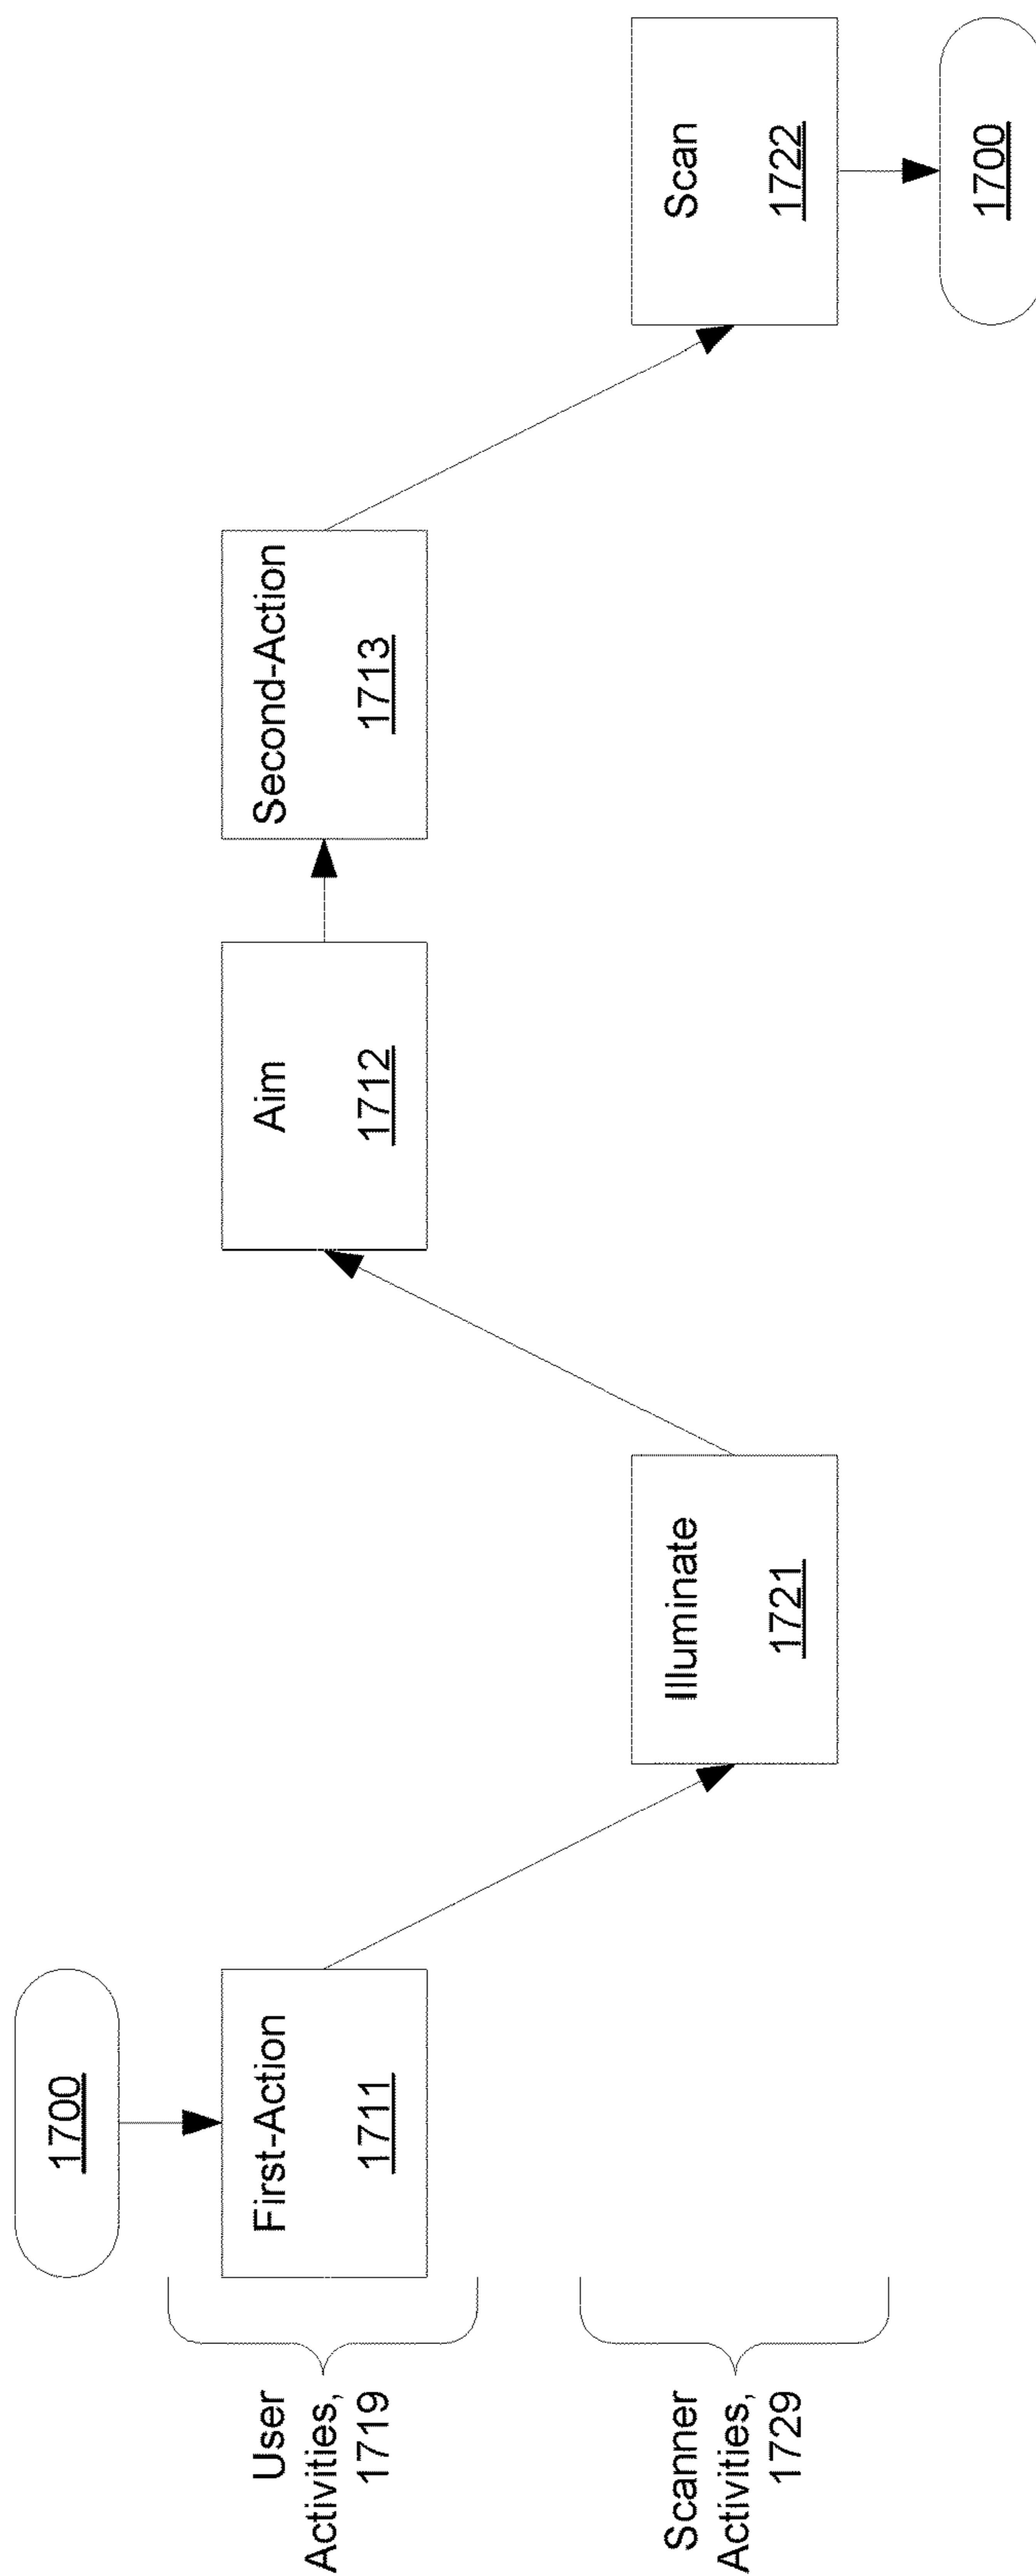 1700
First-Action
1711
Aim
1712
Second-Action
1713
User
Activities,
1719
Illuminate
1721
Scan
1722
Scanner
Activities,
1729
1700